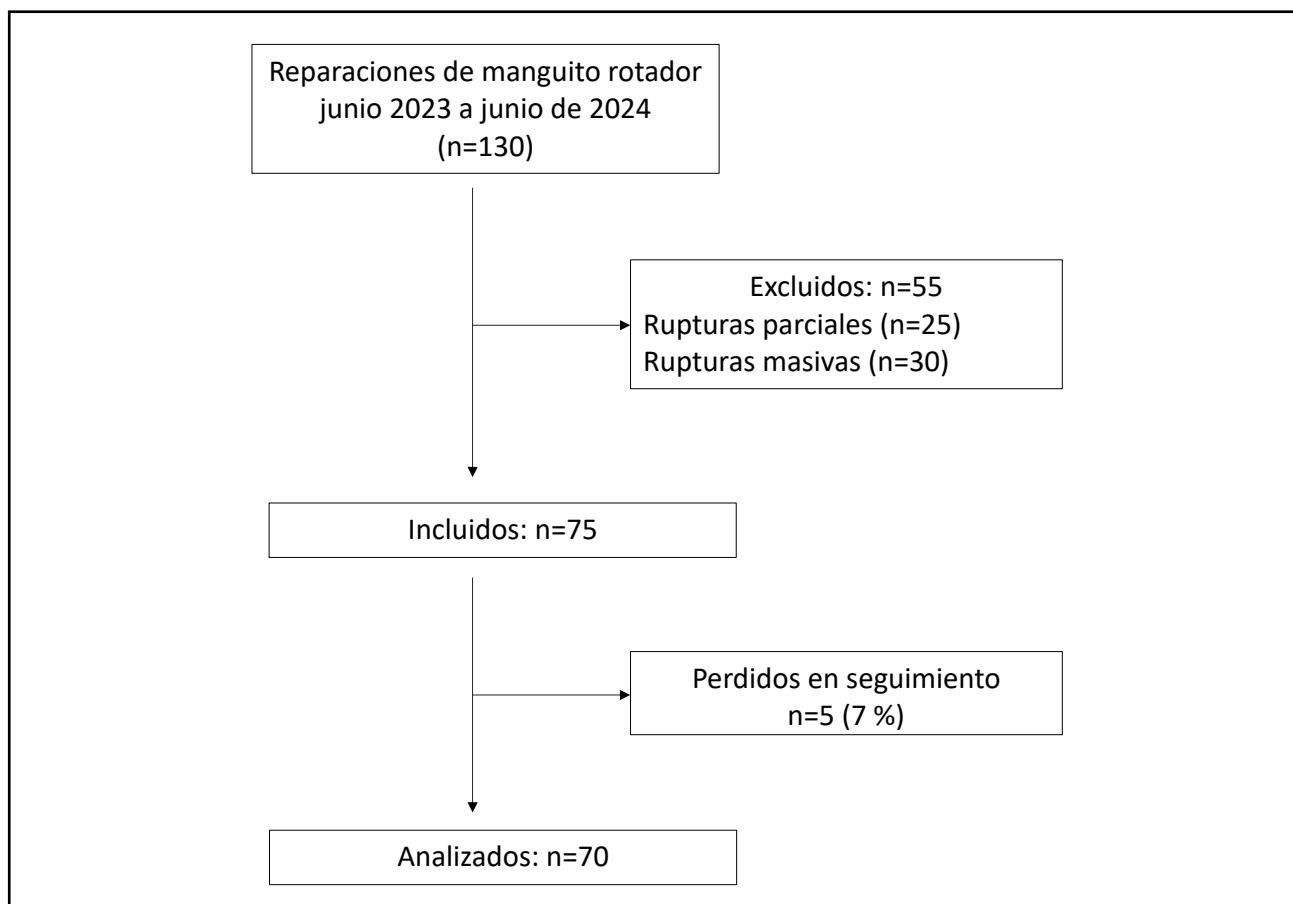 Reparaciones de manguito rotador
junio 2023 a junio de 2024
(n=130)
Excluidos: n=55
Rupturas parciales (n=25)
Rupturas masivas (n=30)
Incluidos: n=75
Perdidos en seguimiento
n=5 (7 %)
Analizados: n=70